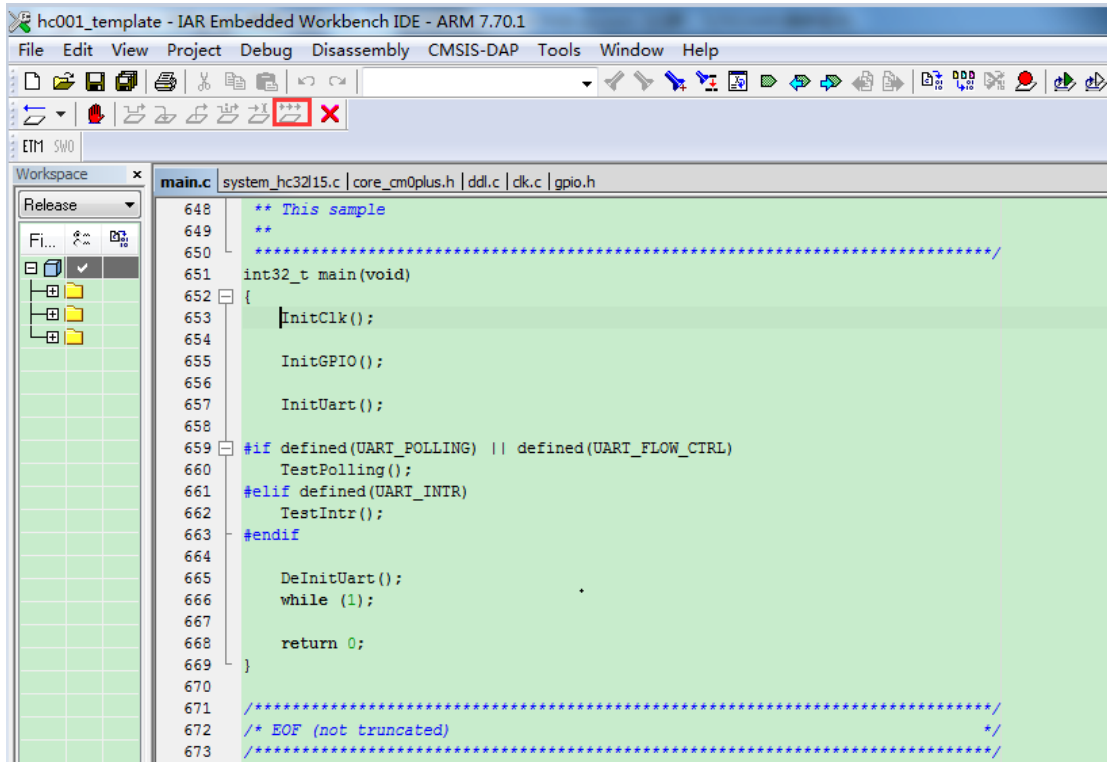 hc001_template - IAR Embedded Workbench IDE - ARM 7.70.1
File Edit View Project Debug Disassembly CMSIS-DAP Tools Window Help
ETM SWO
Workspace x
main.c system_hc32l15.c core_cm0plus.h ddl.c clk.c gpio.h
Release
Fi...
648 ** This sample
649 **
650 ******************************************************************************/
651 int32_t main(void)
652 {
653 InitClk();
654
655 InitGPIO();
656
657 InitUart();
658
659 #if defined(UART_POLLING) || defined(UART_FLOW_CTRL)
660 TestPolling();
661 #elif defined(UART_INTR)
662 TestIntr();
663 #endif
664
665 DeInitUart();
666 while (1);
667
668 return 0;
669 }
670
671 /******************************************************************************/
672 /* EOF (not truncated) */
673 /******************************************************************************/